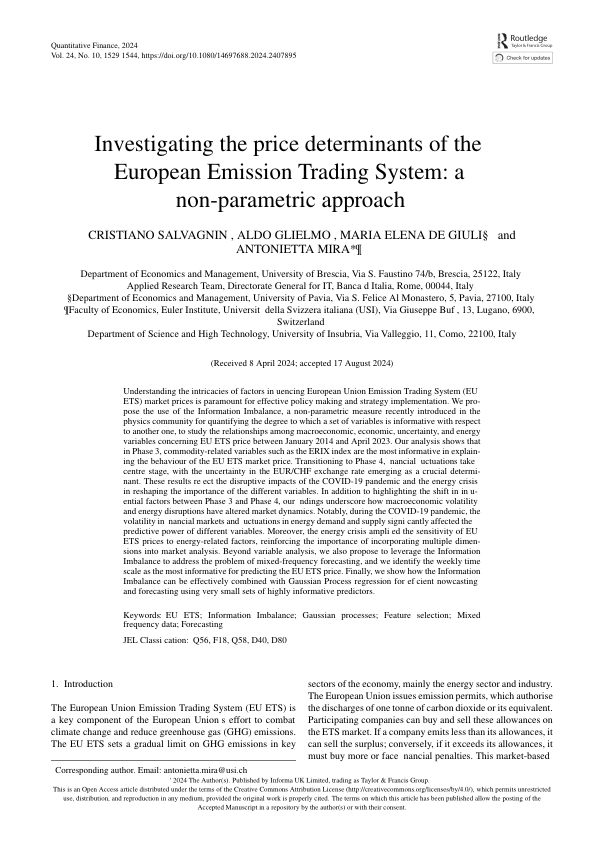 Quantitative Finance, 2024
Vol. 24, No. 10, 1529 1544, https://doi.org/10.1080/14697688.2024.2407895
Routledge
Taylor & Francis Group
Check for updates
Investigating the price determinants of the
European Emission Trading System: a
non-parametric approach
CRISTIANO SALVAGNIN , ALDO GLIELMO , MARIA ELENA DE GIULI§ and
ANTONIETTA MIRA*¶
Department of Economics and Management, University of Brescia, Via S. Faustino 74/b, Brescia, 25122, Italy
Applied Research Team, Directorate General for IT, Banca d Italia, Rome, 00044, Italy
§Department of Economics and Management, University of Pavia, Via S. Felice Al Monastero, 5, Pavia, 27100, Italy
¶Faculty of Economics, Euler Institute, Universit della Svizzera italiana (USI), Via Giuseppe Buf , 13, Lugano, 6900,
Switzerland
Department of Science and High Technology, University of Insubria, Via Valleggio, 11, Como, 22100, Italy
(Received 8 April 2024; accepted 17 August 2024)
Understanding the intricacies of factors in uencing European Union Emission Trading System (EU
ETS) market prices is paramount for effective policy making and strategy implementation. We pro-
pose the use of the Information Imbalance, a non-parametric measure recently introduced in the
physics community for quantifying the degree to which a set of variables is informative with respect
to another one, to study the relationships among macroeconomic, economic, uncertainty, and energy
variables concerning EU ETS price between January 2014 and April 2023. Our analysis shows that
in Phase 3, commodity-related variables such as the ERIX index are the most informative in explain-
ing the behaviour of the EU ETS market price. Transitioning to Phase 4, nancial uctuations take
centre stage, with the uncertainty in the EUR/CHF exchange rate emerging as a crucial determi-
nant. These results re ect the disruptive impacts of the COVID-19 pandemic and the energy crisis
in reshaping the importance of the different variables. In addition to highlighting the shift in in u-
ential factors between Phase 3 and Phase 4, our ndings underscore how macroeconomic volatility
and energy disruptions have altered market dynamics. Notably, during the COVID-19 pandemic, the
volatility in nancial markets and uctuations in energy demand and supply signi cantly affected the
predictive power of different variables. Moreover, the energy crisis ampli ed the sensitivity of EU
ETS prices to energy-related factors, reinforcing the importance of incorporating multiple dimen-
sions into market analysis. Beyond variable analysis, we also propose to leverage the Information
Imbalance to address the problem of mixed-frequency forecasting, and we identify the weekly time
scale as the most informative for predicting the EU ETS price. Finally, we show how the Information
Imbalance can be effectively combined with Gaussian Process regression for ef cient nowcasting
and forecasting using very small sets of highly informative predictors.
Keywords: EU ETS; Information Imbalance; Gaussian processes; Feature selection; Mixed
frequency data; Forecasting
JEL Classi cation: Q56, F18, Q58, D40, D80
1. Introduction
The European Union Emission Trading System (EU ETS) is
a key component of the European Union s effort to combat
climate change and reduce greenhouse gas (GHG) emissions.
The EU ETS sets a gradual limit on GHG emissions in key
sectors of the economy, mainly the energy sector and industry.
The European Union issues emission permits, which authorise
the discharges of one tonne of carbon dioxide or its equivalent.
Participating companies can buy and sell these allowances on
the ETS market. If a company emits less than its allowances, it
can sell the surplus; conversely, if it exceeds its allowances, it
must buy more or face nancial penalties. This market-based
Corresponding author. Email: antonietta.mira@usi.ch
' 2024 The Author(s). Published by Informa UK Limited, trading as Taylor & Francis Group.
This is an Open Access article distributed under the terms of the Creative Commons Attribution License (http://creativecommons.org/licenses/by/4.0/), which permits unrestricted
use, distribution, and reproduction in any medium, provided the original work is properly cited. The terms on which this article has been published allow the posting of the
Accepted Manuscript in a repository by the author(s) or with their consent.